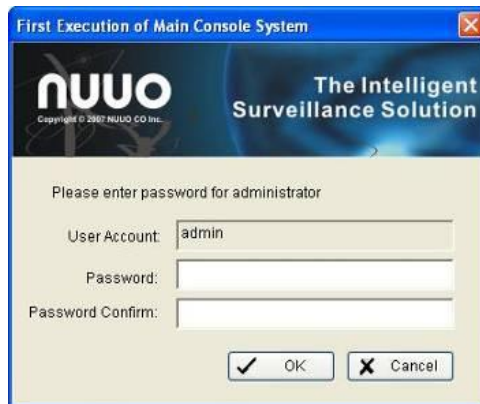 First Execution of Main Console System
NUUO
Copyright © 2007 NUUO CO Inc.
The Intelligent
Surveillance Solution
Please enter password for administrator
User Account:
admin
Password:
Password Confirm:
OK
Cancel